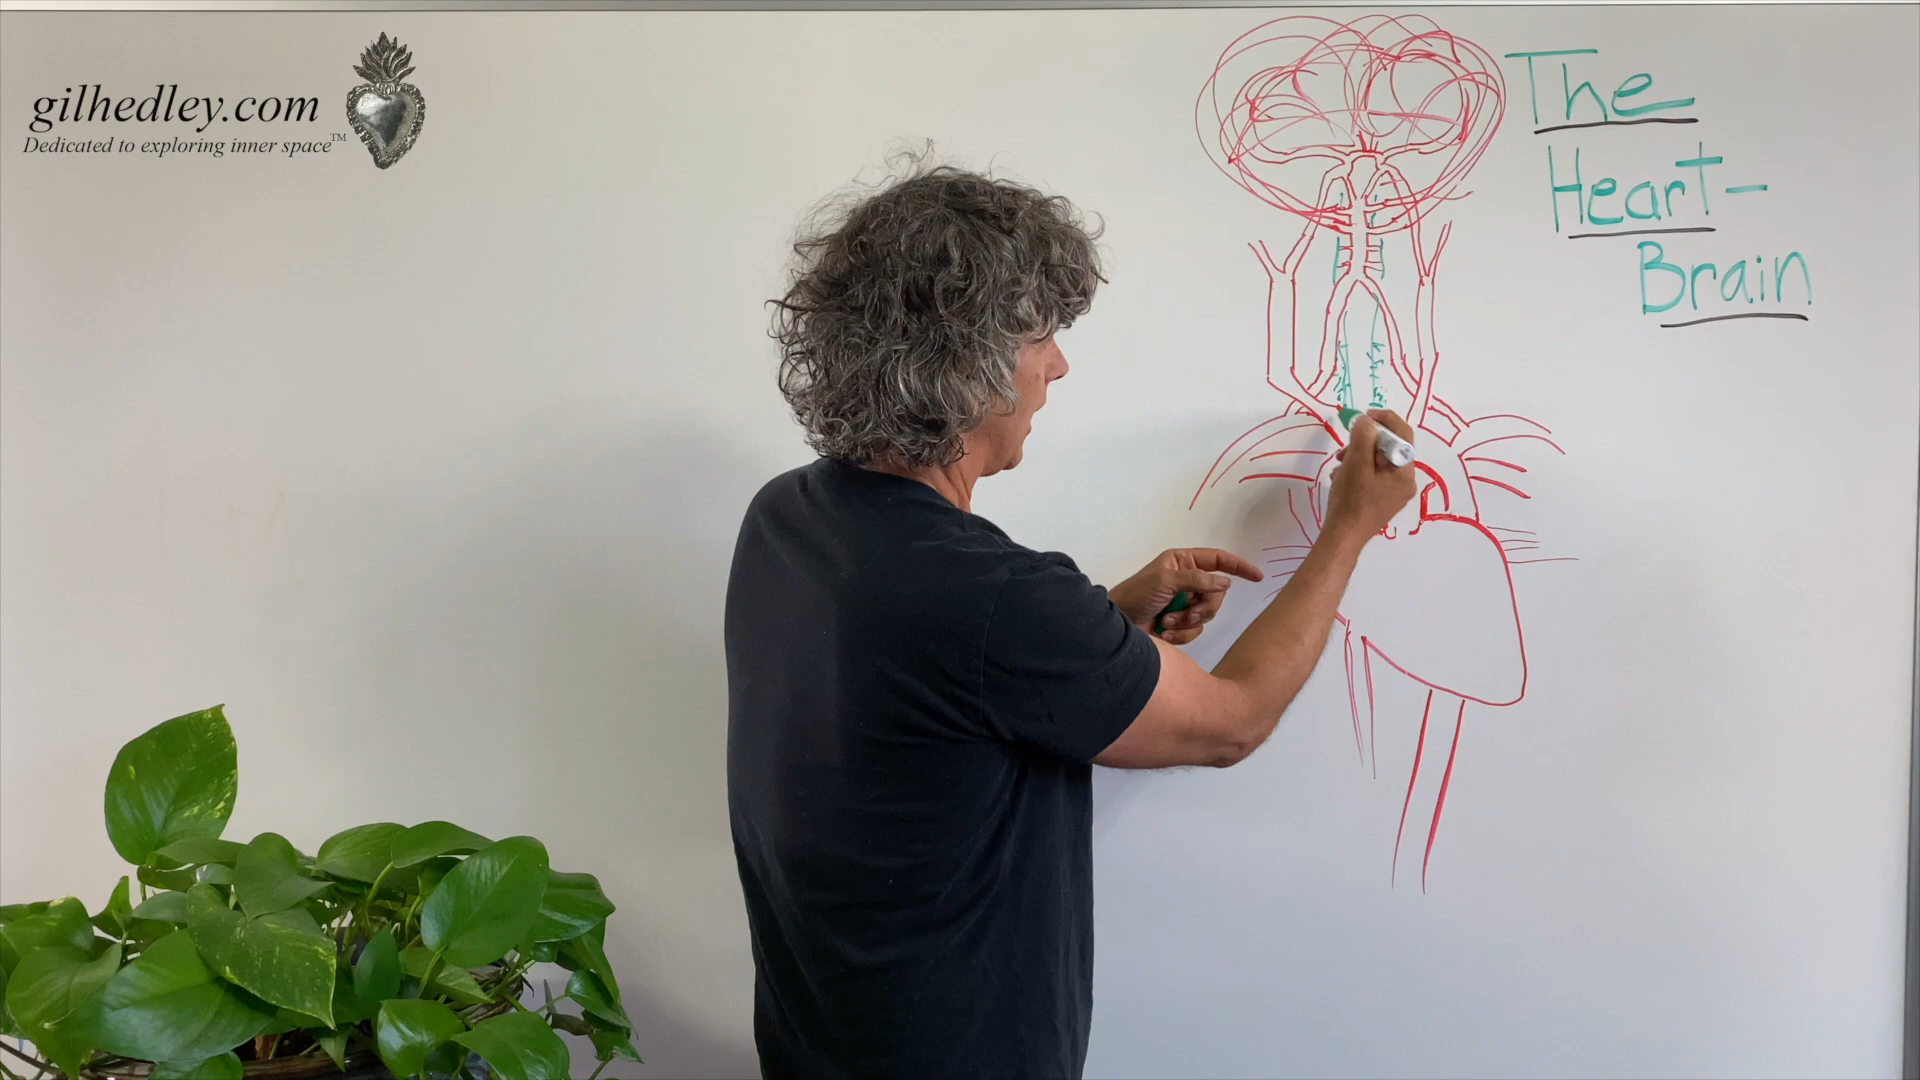 gilhedley.com
Dedicated to exploring inner space™
The
Heart-
Brain